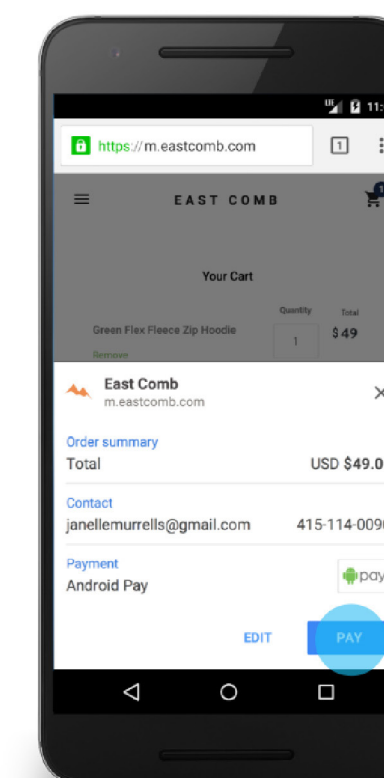 LTE 11:
https://m.eastcomb.com 1
EAST COMB 1
Your Cart
Quantity Total
Green Flex Fleece Zip Hoodie 1 $49
Remove
East Comb
m.eastcomb.com
Order summary
Total USD $49.0
Contact
janellemurrells@gmail.com 415-114-0090
Payment
Android Pay pay
EDIT PAY